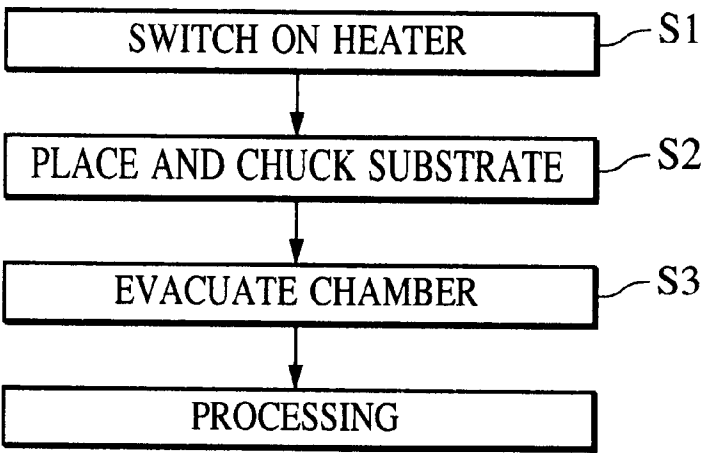 SWITCH ON HEATER S1
PLACE AND CHUCK SUBSTRATE S2
EVACUATE CHAMBER S3
PROCESSING